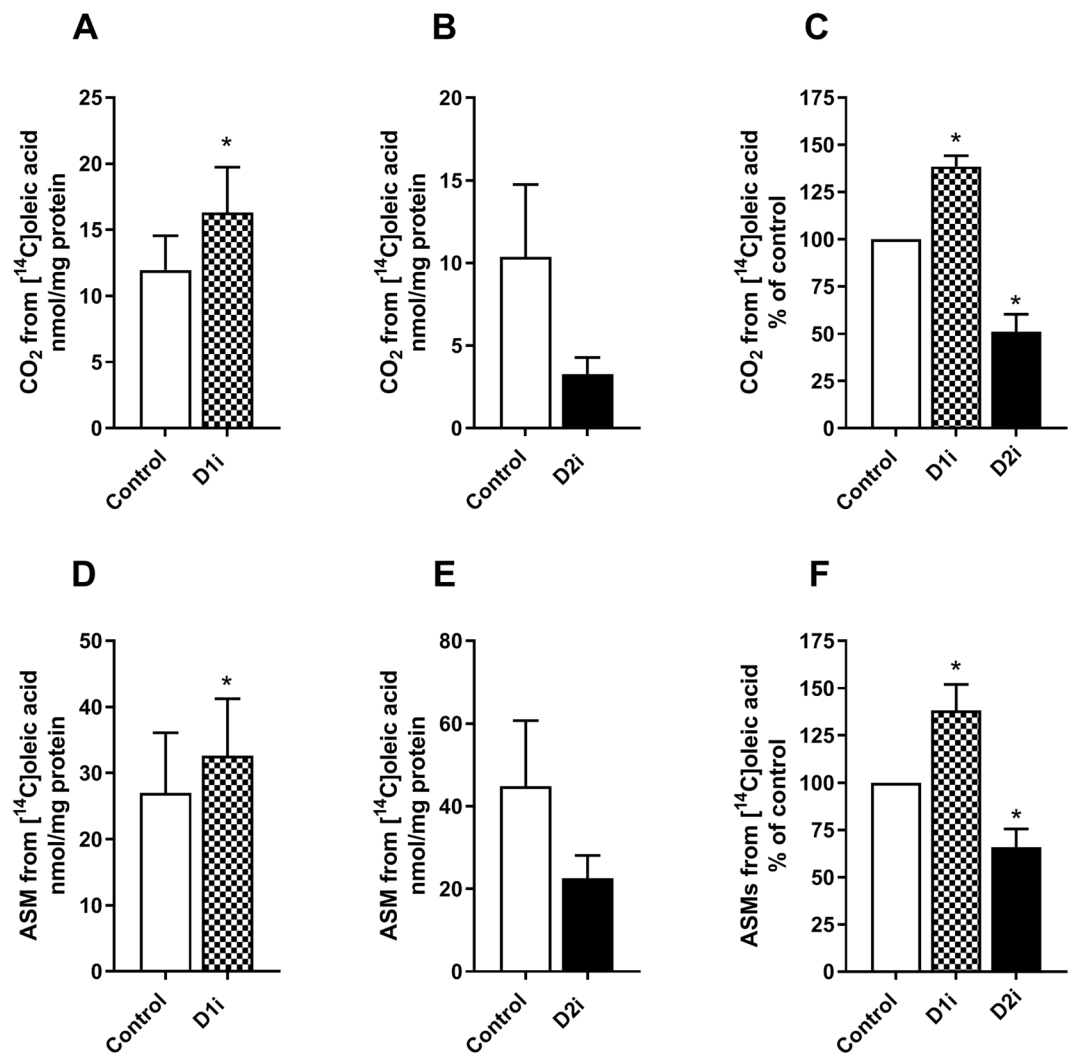 A
CO₂ from [¹⁴C]oleic acid
nmol/mg protein
25
20
15
10
5
0
*
Control
D1i
B
CO₂ from [¹⁴C]oleic acid
nmol/mg protein
20
15
10
5
0
Control
D2i
C
CO₂ from [¹⁴C]oleic acid
% of control
175
150
125
100
75
50
25
0
*
*
Control
D1i
D2i
D
ASM from [¹⁴C]oleic acid
nmol/mg protein
50
40
30
20
10
0
*
Control
D1i
E
ASM from [¹⁴C]oleic acid
nmol/mg protein
80
60
40
20
0
Control
D2i
F
ASMs from [¹⁴C]oleic acid
% of control
175
150
125
100
75
50
25
0
*
*
Control
D1i
D2i